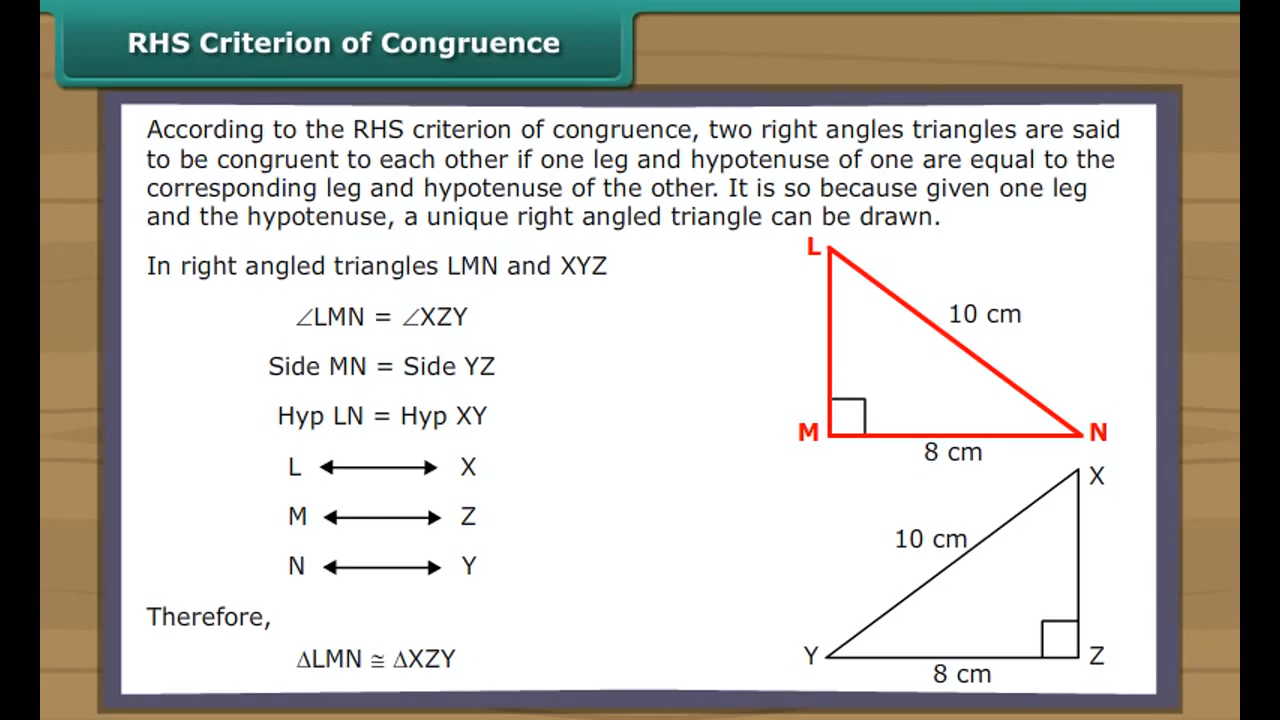 RHS Criterion of Congruence
According to the RHS criterion of congruence, two right angles triangles are said
to be congruent to each other if one leg and hypotenuse of one are equal to the
corresponding leg and hypotenuse of the other. It is so because given one leg
and the hypotenuse, a unique right angled triangle can be drawn.
In right angled triangles LMN and XYZ
∠LMN = ∠XZY
Side MN = Side YZ
Hyp LN = Hyp XY
L ↔ X
M ↔ Z
N ↔ Y
Therefore,
ΔLMN ≅ ΔXZY
L
10 cm
M
N
8 cm
X
10 cm
Y
Z
8 cm